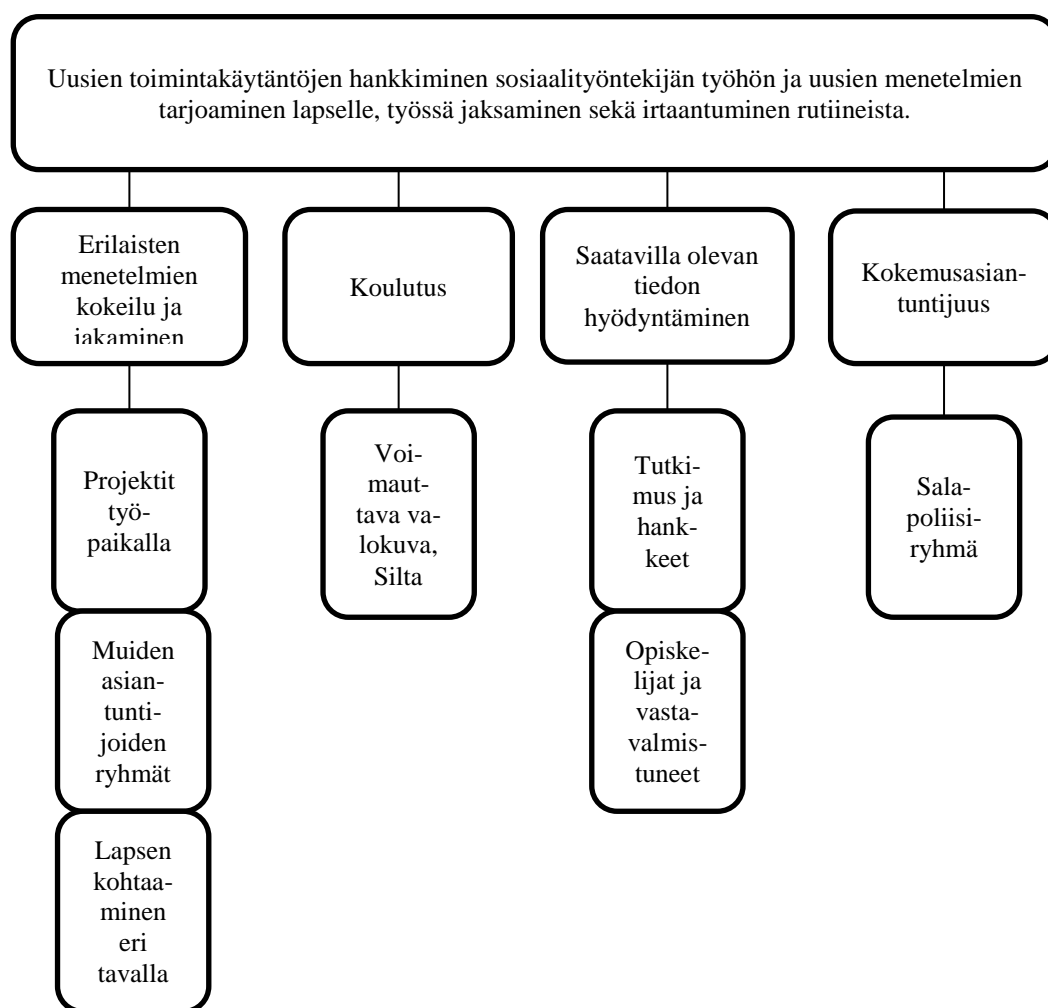 Uusien toimintakäytäntöjen hankkiminen sosiaalityöntekijän työhön ja uusien menetelmien
tarjoaminen lapselle, työssä jaksaminen sekä irtaantuminen rutiineista.
Erilaisten
menetelmien
kokeilu ja
jakaminen
Koulutus
Saatavilla olevan
tiedon
hyödyntäminen
Kokemusasian-
tuntijuus
Projektit
työ-
paikalla
Muiden
asian-
tunti-
joiden
ryhmät
Lapsen
kohtaa-
minen
eri
tavalla
Voi-
maut-
tava va-
lokuva,
Silta
Tutki-
mus ja
hank-
keet
Opiske-
lijat ja
vasta-
valmis-
tuneet
Sala-
poliisi-
ryhmä